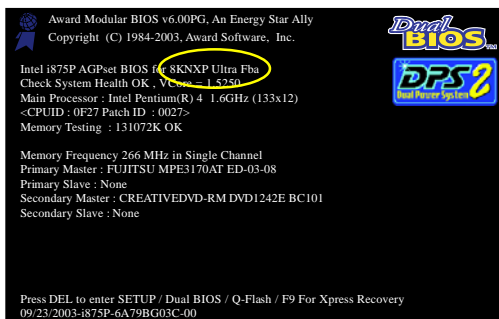 Award Modular BIOS v6.00PG, An Energy Star Ally
Copyright (C) 1984-2003, Award Software, Inc.
Dual
BIOS
TM
Intel i875P AGPset BIOS for 8KNXP Ultra Fba
Check System Health OK , VCore = 1.5250
Main Processor : Intel Pentium(R) 4 1.6GHz (133x12)
<CPUID : 0F27 Patch ID : 0027>
Memory Testing : 131072K OK
DPS2
Dual Power System
Memory Frequency 266 MHz in Single Channel
Primary Master : FUJITSU MPE3170AT ED-03-08
Primary Slave : None
Secondary Master : CREATIVEDVD-RM DVD1242E BC101
Secondary Slave : None
Press DEL to enter SETUP / Dual BIOS / Q-Flash / F9 For Xpress Recovery
09/23/2003-i875P-6A79BG03C-00